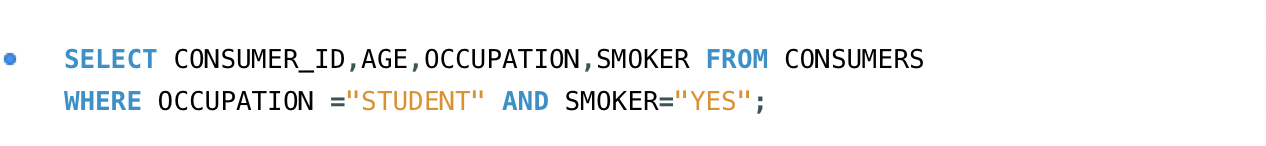 SELECT CONSUMER_ID,AGE,OCCUPATION,SMOKER FROM CONSUMERS
WHERE OCCUPATION ="STUDENT" AND SMOKER="YES";